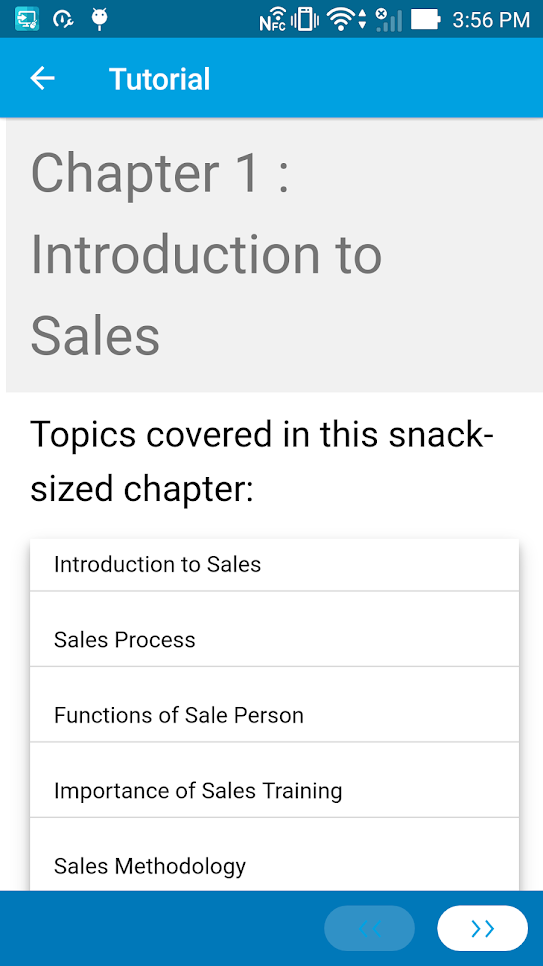 NFC 3:56 PM
Tutorial
Chapter 1 :
Introduction to
Sales
Topics covered in this snack-
sized chapter:
Introduction to Sales
Sales Process
Functions of Sale Person
Importance of Sales Training
Sales Methodology
<< >>